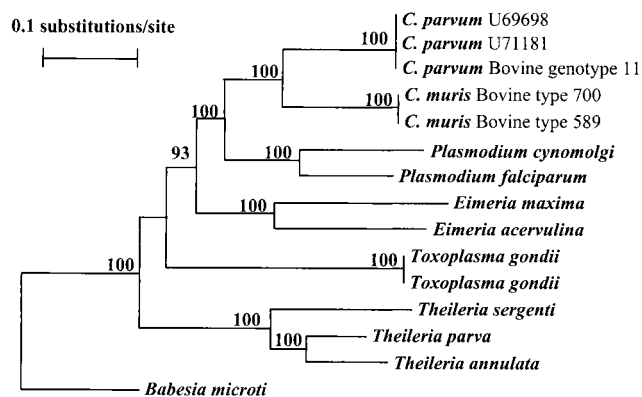 0.1 substitutions/site
100
C. parvum U69698
C. parvum U71181
C. parvum Bovine genotype 11
100
100
C. muris Bovine type 700
C. muris Bovine type 589
100
100
Plasmodium cynomolgi
Plasmodium falciparum
93
100
Eimeria maxima
Eimeria acervulina
100
Toxoplasma gondii
Toxoplasma gondii
100
100
Theileria sergenti
100
Theileria parva
Theileria annulata
Babesia microti